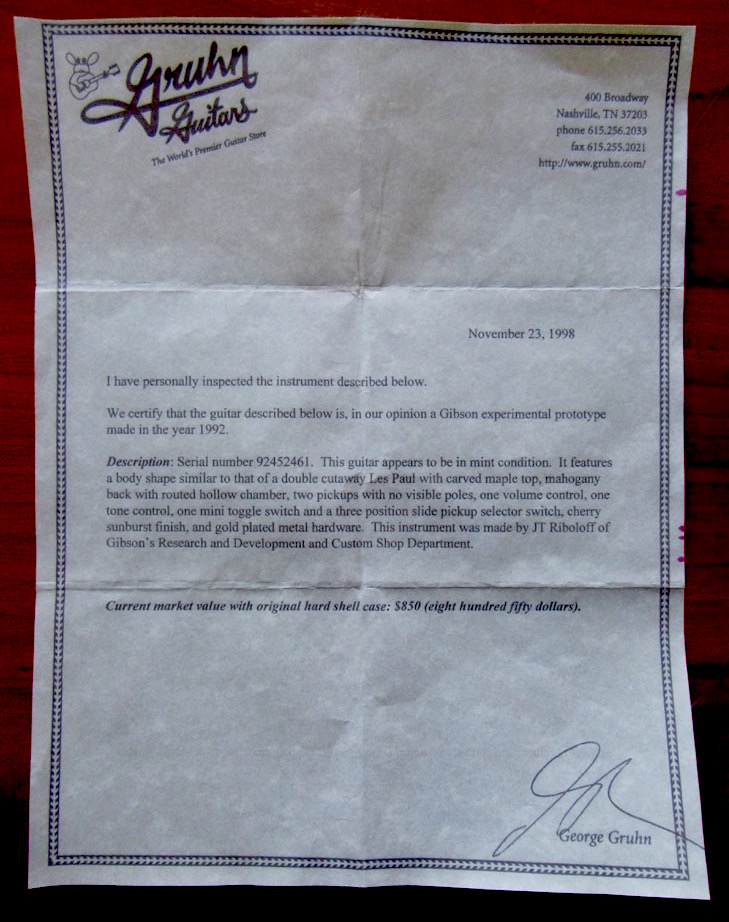 Gruhn
Guitars
The World's Premier Guitar Store
400 Broadway
Nashville, TN 37203
phone 615.256.2033
fax 615.255.2021
http://www.gruhn.com/
November 23, 1998
I have personally inspected the instrument described below.
We certify that the guitar described below is, in our opinion a Gibson experimental prototype
made in the year 1992.
Description: Serial number 92452461. This guitar appears to be in mint condition. It features
a body shape similar to that of a double cutaway Les Paul with carved maple top, mahogany
back with routed hollow chamber, two pickups with no visible poles, one volume control, one
tone control, one mini toggle switch and a three position slide pickup selector switch, cherry
sunburst finish, and gold plated metal hardware. This instrument was made by JT Riboloff of
Gibson's Research and Development and Custom Shop Department.
Current market value with original hard shell case: $850 (eight hundred fifty dollars).
George Gruhn